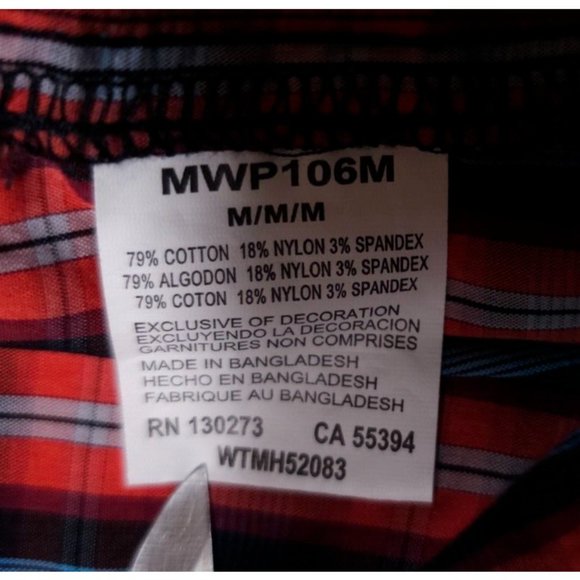 MWP106M
M/M/M
79% COTTON 18% NYLON 3% SPANDEX
79% ALGODON 18% NYLON 3% SPANDEX
79% COTON 18% NYLON 3% SPANDEX
EXCLUSIVE OF DECORATION
EXCLUYENDO LA DECORACION
GARNITURES NON COMPRISES
MADE IN BANGLADESH
HECHO EN BANGLADESH
FABRIQUE AU BANGLADESH
RN 130273 CA 55394
WTMH52083